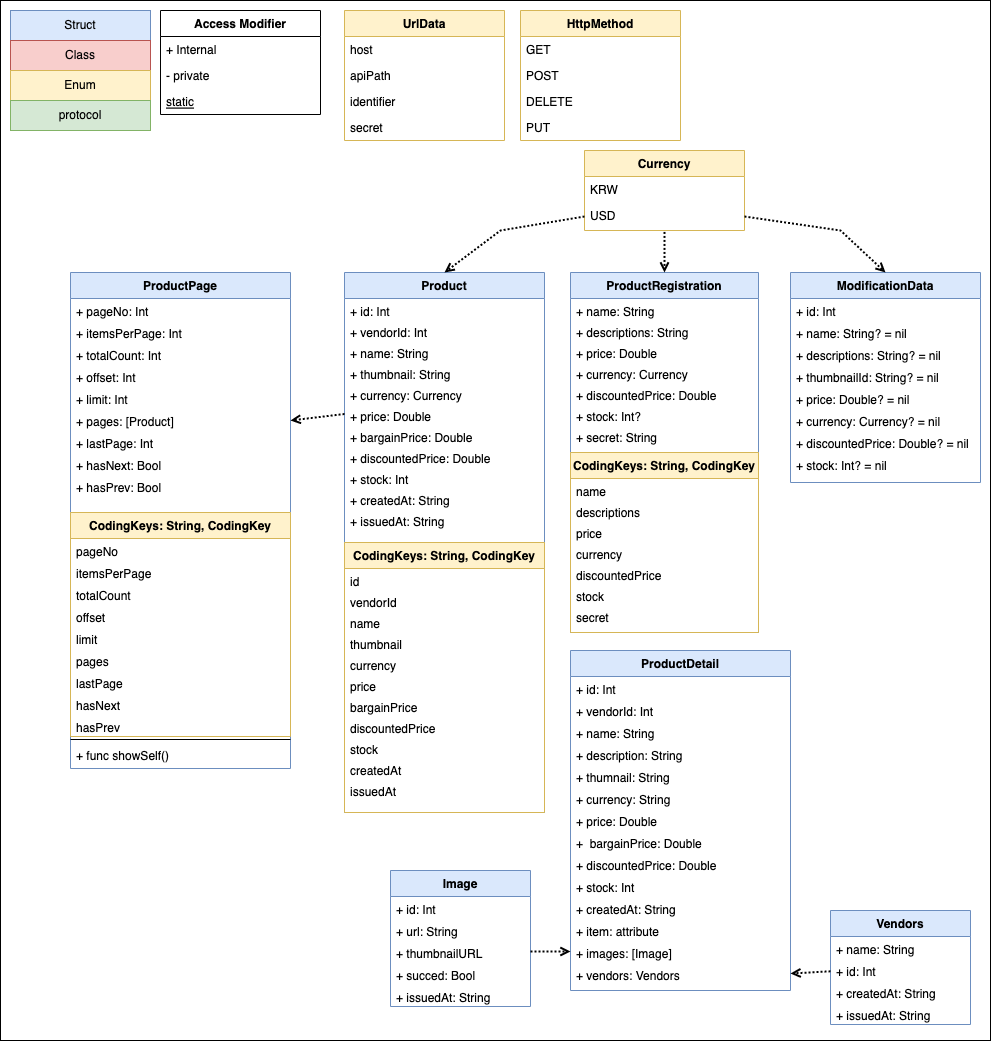 Struct
Class
Enum
protocol
Access Modifier
+ Internal
- private
static
UrlData
host
apiPath
identifier
secret
HttpMethod
GET
POST
DELETE
PUT
Currency
KRW
USD
ProductPage
+ pageNo: Int
+ itemsPerPage: Int
+ totalCount: Int
+ offset: Int
+ limit: Int
+ pages: [Product]
+ lastPage: Int
+ hasNext: Bool
+ hasPrev: Bool
CodingKeys: String, CodingKey
pageNo
itemsPerPage
totalCount
offset
limit
pages
lastPage
hasNext
hasPrev
+ func showSelf()
Product
+ id: Int
+ vendorId: Int
+ name: String
+ thumbnail: String
+ currency: Currency
+ price: Double
+ bargainPrice: Double
+ discountedPrice: Double
+ stock: Int
+ createdAt: String
+ issuedAt: String
CodingKeys: String, CodingKey
id
vendorId
name
thumbnail
currency
price
bargainPrice
discountedPrice
stock
createdAt
issuedAt
ProductRegistration
+ name: String
+ descriptions: String
+ price: Double
+ currency: Currency
+ discountedPrice: Double
+ stock: Int?
+ secret: String
CodingKeys: String, CodingKey
name
descriptions
price
currency
discountedPrice
stock
secret
ModificationData
+ id: Int
+ name: String? = nil
+ descriptions: String? = nil
+ thumbnailId: String? = nil
+ price: Double? = nil
+ currency: Currency? = nil
+ discountedPrice: Double? = nil
+ stock: Int? = nil
ProductDetail
+ id: Int
+ vendorId: Int
+ name: String
+ description: String
+ thumnail: String
+ currency: String
+ price: Double
+ bargainPrice: Double
+ discountedPrice: Double
+ stock: Int
+ createdAt: String
+ item: attribute
+ images: [Image]
+ vendors: Vendors
Image
+ id: Int
+ url: String
+ thumbnailURL
+ succed: Bool
+ issuedAt: String
Vendors
+ name: String
+ id: Int
+ createdAt: String
+ issuedAt: String